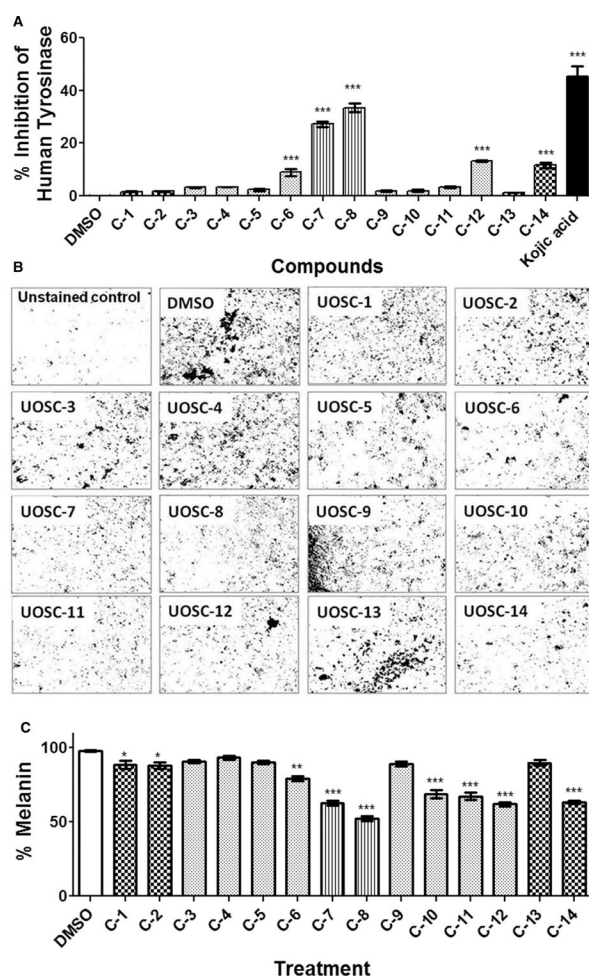 A
% Inhibition of
Human Tyrosinase
60
40
20
0
***
***
***
***
***
***
DMSO
C-1
C-2
C-3
C-4
C-5
C-6
C-7
C-8
C-9
C-10
C-11
C-12
C-13
C-14
Kojic acid
Compounds
B
Unstained control
DMSO
UOSC-1
UOSC-2
UOSC-3
UOSC-4
UOSC-5
UOSC-6
UOSC-7
UOSC-8
UOSC-9
UOSC-10
UOSC-11
UOSC-12
UOSC-13
UOSC-14
C
% Melanin
100
50
0
*
*
**
***
***
***
***
***
***
DMSO
C-1
C-2
C-3
C-4
C-5
C-6
C-7
C-8
C-9
C-10
C-11
C-12
C-13
C-14
Treatment